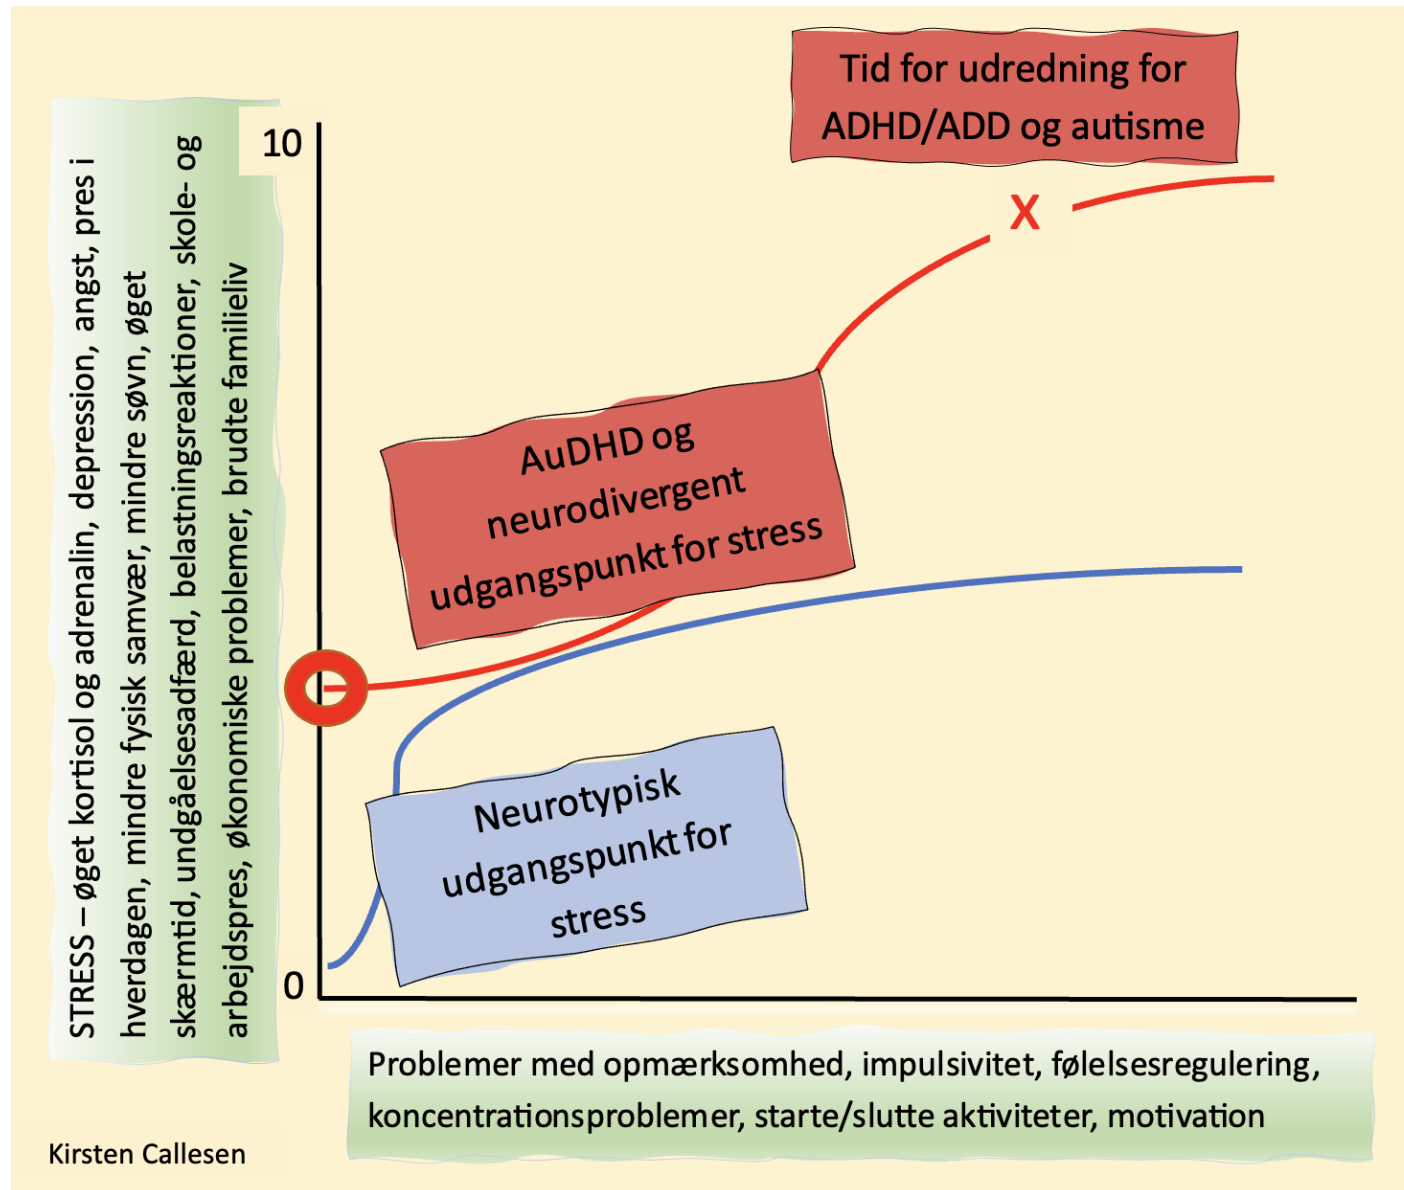 Tid for udredning for
ADHD/ADD og autisme
10
X
STRESS – øget kortisol og adrenalin, depression, angst, pres i
hverdagen, mindre fysisk samvær, mindre søvn, øget
skærmtid, undgåelsesadfærd, belastningsreaktioner, skole- og
arbejdspres, økonomiske problemer, brudte familieliv
AuDHD og
neurodivergent
udgangspunkt for stress
Neurotypisk
udgangspunkt for
stress
0
Problemer med opmærksomhed, impulsivitet, følelsesregulering,
koncentrationsproblemer, starte/slutte aktiviteter, motivation
Kirsten Callesen